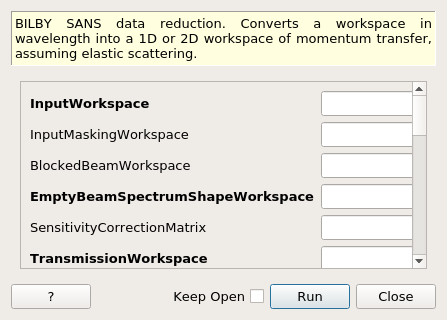 BILBY SANS data reduction. Converts a workspace in
wavelength into a 1D or 2D workspace of momentum transfer,
assuming elastic scattering.
InputWorkspace
InputMaskingWorkspace
BlockedBeamWorkspace
EmptyBeamSpectrumShapeWorkspace
SensitivityCorrectionMatrix
TransmissionWorkspace
? Keep Open Run Close